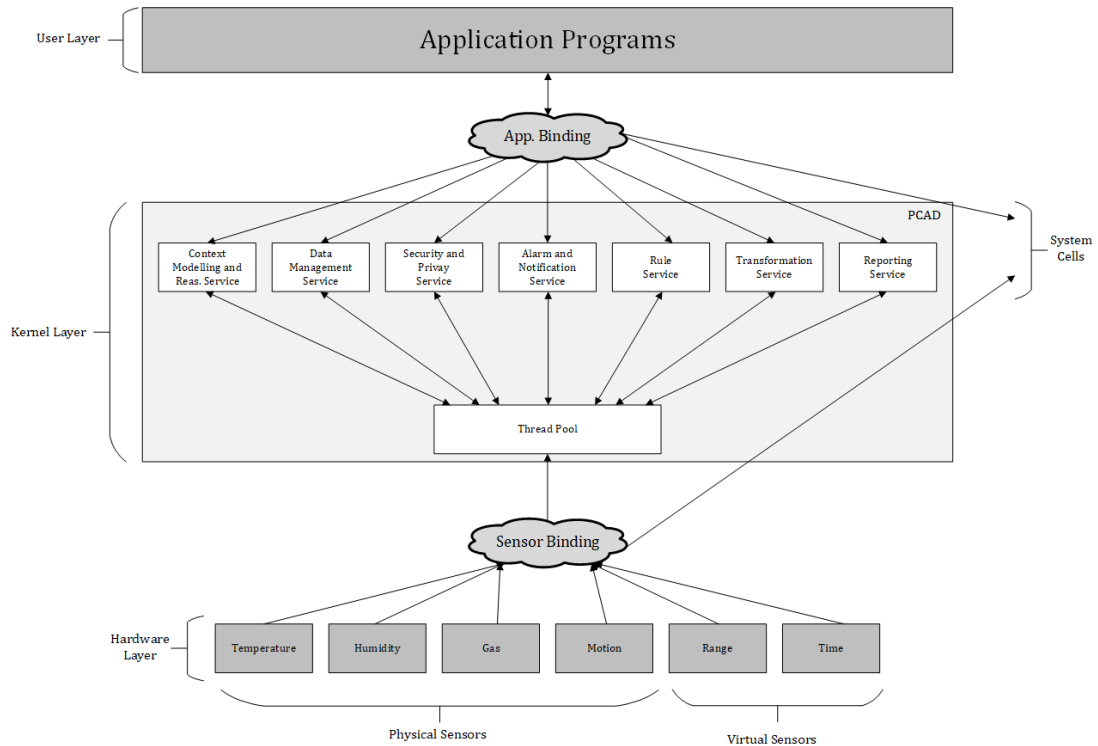 User Layer
Application Programs
App. Binding
PCAD
Context
Modelling and
Reas. Service
Data
Management
Service
Security and
Privay Service
Alarm and
Notification
Service
Rule
Service
Transformation
Service
Reporting
Service
System
Cells
Kernel Layer
Thread Pool
Sensor Binding
Hardware
Layer
Temperature
Humidity
Gas
Motion
Range
Time
Physical Sensors
Virtual Sensors